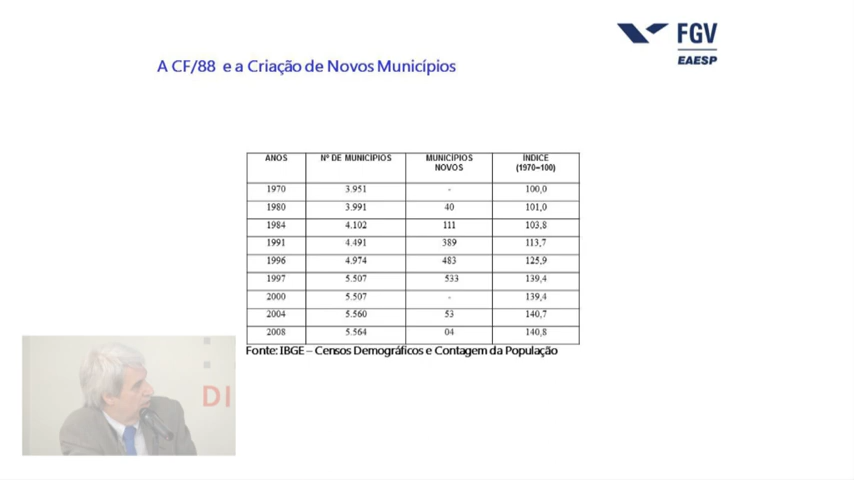 FGV
EAESP
A CF/88 e a Criação de Novos Municípios
ANOS Nº DE MUNICÍPIOS MUNICÍPIOS NOVOS ÍNDICE (1970=100)
1970 3.951 - 100,0
1980 3.991 40 101,0
1984 4.102 111 103,8
1991 4.491 389 113,7
1996 4.974 483 125,9
1997 5.507 533 139,4
2000 5.507 - 139,4
2004 5.560 53 140,7
2008 5.564 04 140,8
Fonte: IBGE – Censos Demográficos e Contagem da População
DI